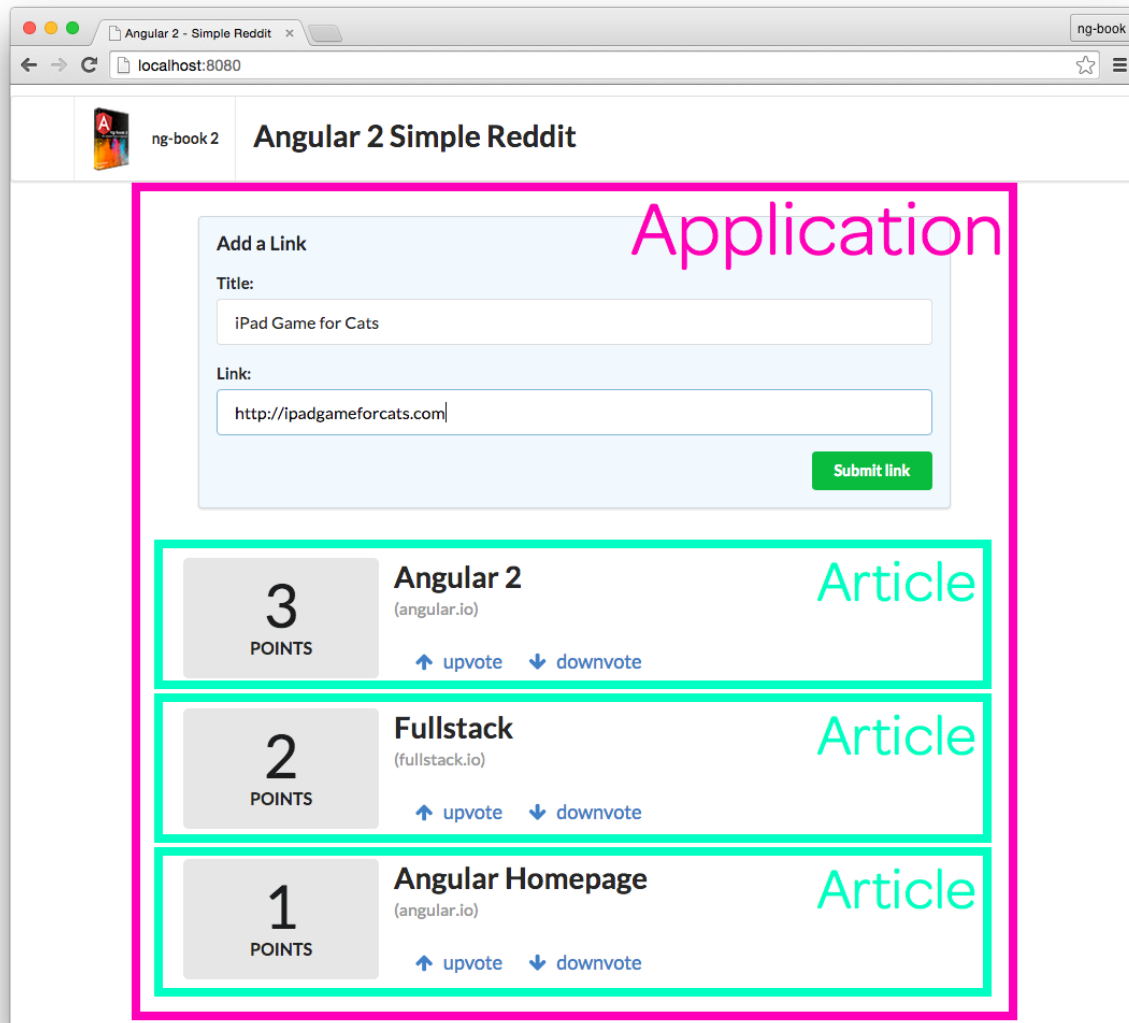 Angular 2 - Simple Reddit
ng-book
localhost:8080
ng-book 2
Angular 2 Simple Reddit
Application
Add a Link
Title:
iPad Game for Cats
Link:
http://ipadgameforcats.com
Submit link
3
POINTS
Angular 2
(angular.io)
upvote downvote
Article
2
POINTS
Fullstack
(fullstack.io)
upvote downvote
Article
1
POINTS
Angular Homepage
(angular.io)
upvote downvote
Article